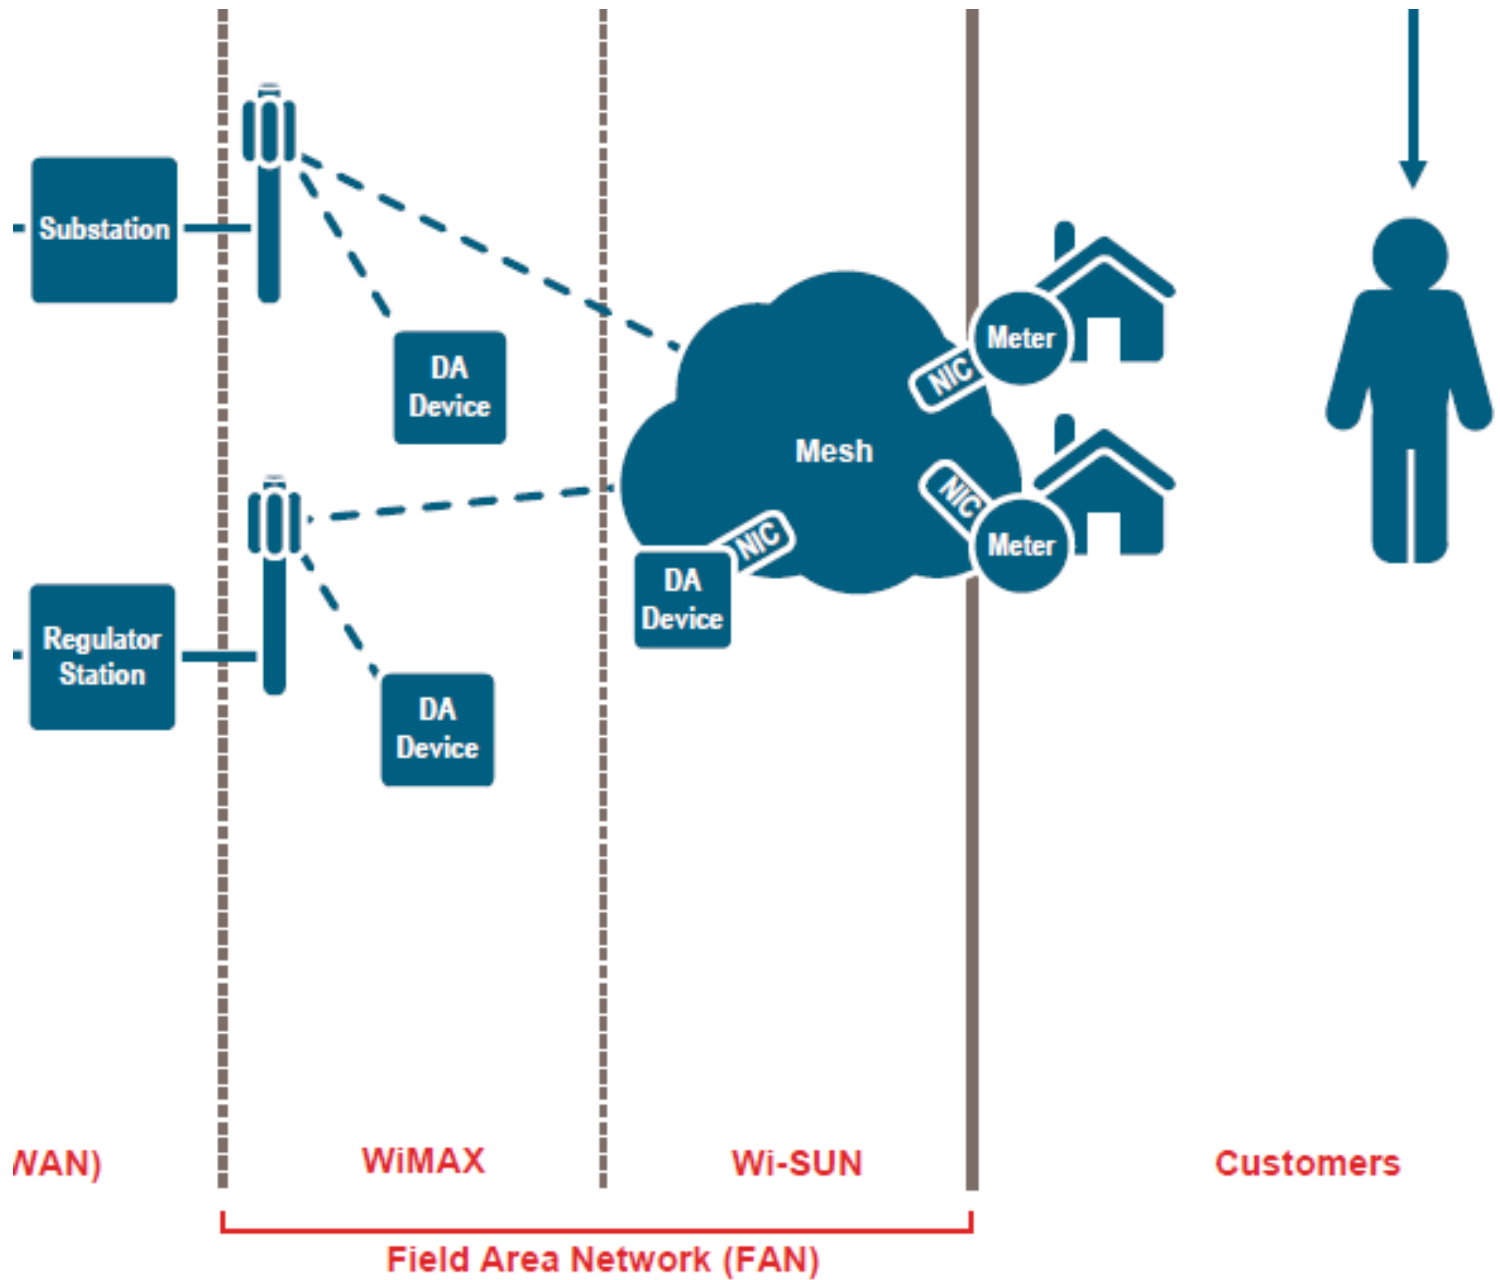 Substation
DA
Device
Meter
NIC
Mesh
NIC
Meter
NIC
DA
Device
Regulator
Station
DA
Device
WAN)
WiMAX
Wi-SUN
Customers
Field Area Network (FAN)